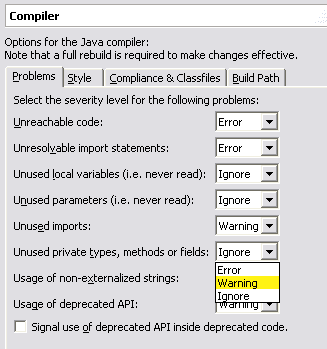 Compiler
Options for the Java compiler:
Note that a full rebuild is required to make changes effective.
Problems Style Compliance & Classfiles Build Path
Select the severity level for the following problems:
Unreachable code: Error
Unresolvable import statements: Error
Unused local variables (i.e. never read): Ignore
Unused parameters (i.e. never read): Ignore
Unused imports: Warning
Unused private types, methods or fields: Ignore
Error
Usage of non-externalized strings: Warning
Ignore
Usage of deprecated API: Warning
Signal use of deprecated API inside deprecated code.